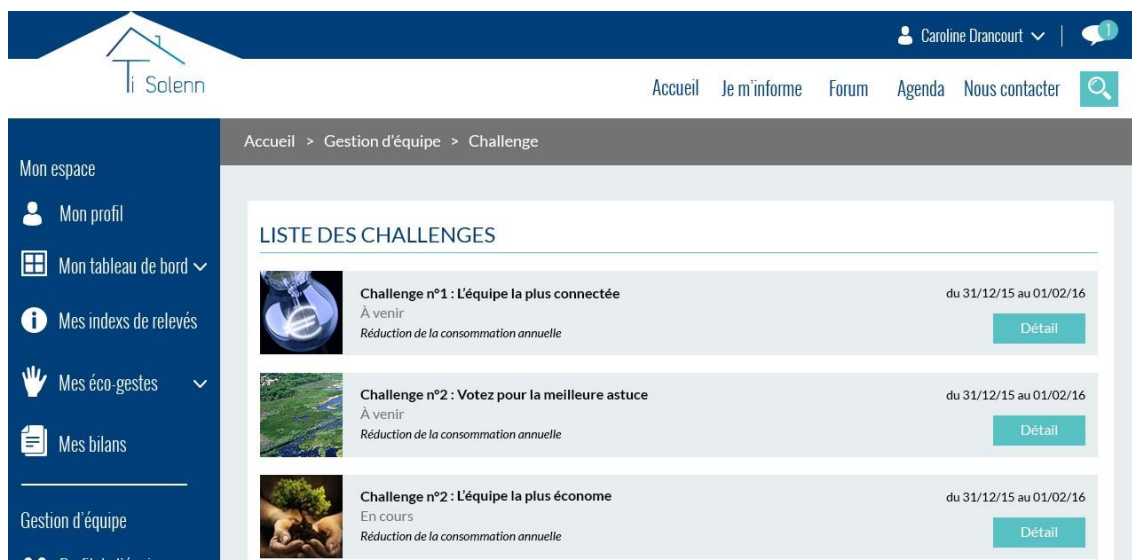 Caroline Drancourt
1
Ti Solenn
Accueil Je m'informe Forum Agenda Nous contacter
Accueil > Gestion d'équipe > Challenge
Mon espace
Mon profil
Mon tableau de bord
Mes indexs de relevés
Mes éco-gestes
Mes bilans
Gestion d'équipe
LISTE DES CHALLENGES
Challenge n°1 : L'équipe la plus connectée
À venir
Réduction de la consommation annuelle
du 31/12/15 au 01/02/16
Détail
Challenge n°2 : Votez pour la meilleure astuce
À venir
Réduction de la consommation annuelle
du 31/12/15 au 01/02/16
Détail
Challenge n°2 : L'équipe la plus économe
En cours
Réduction de la consommation annuelle
du 31/12/15 au 01/02/16
Détail